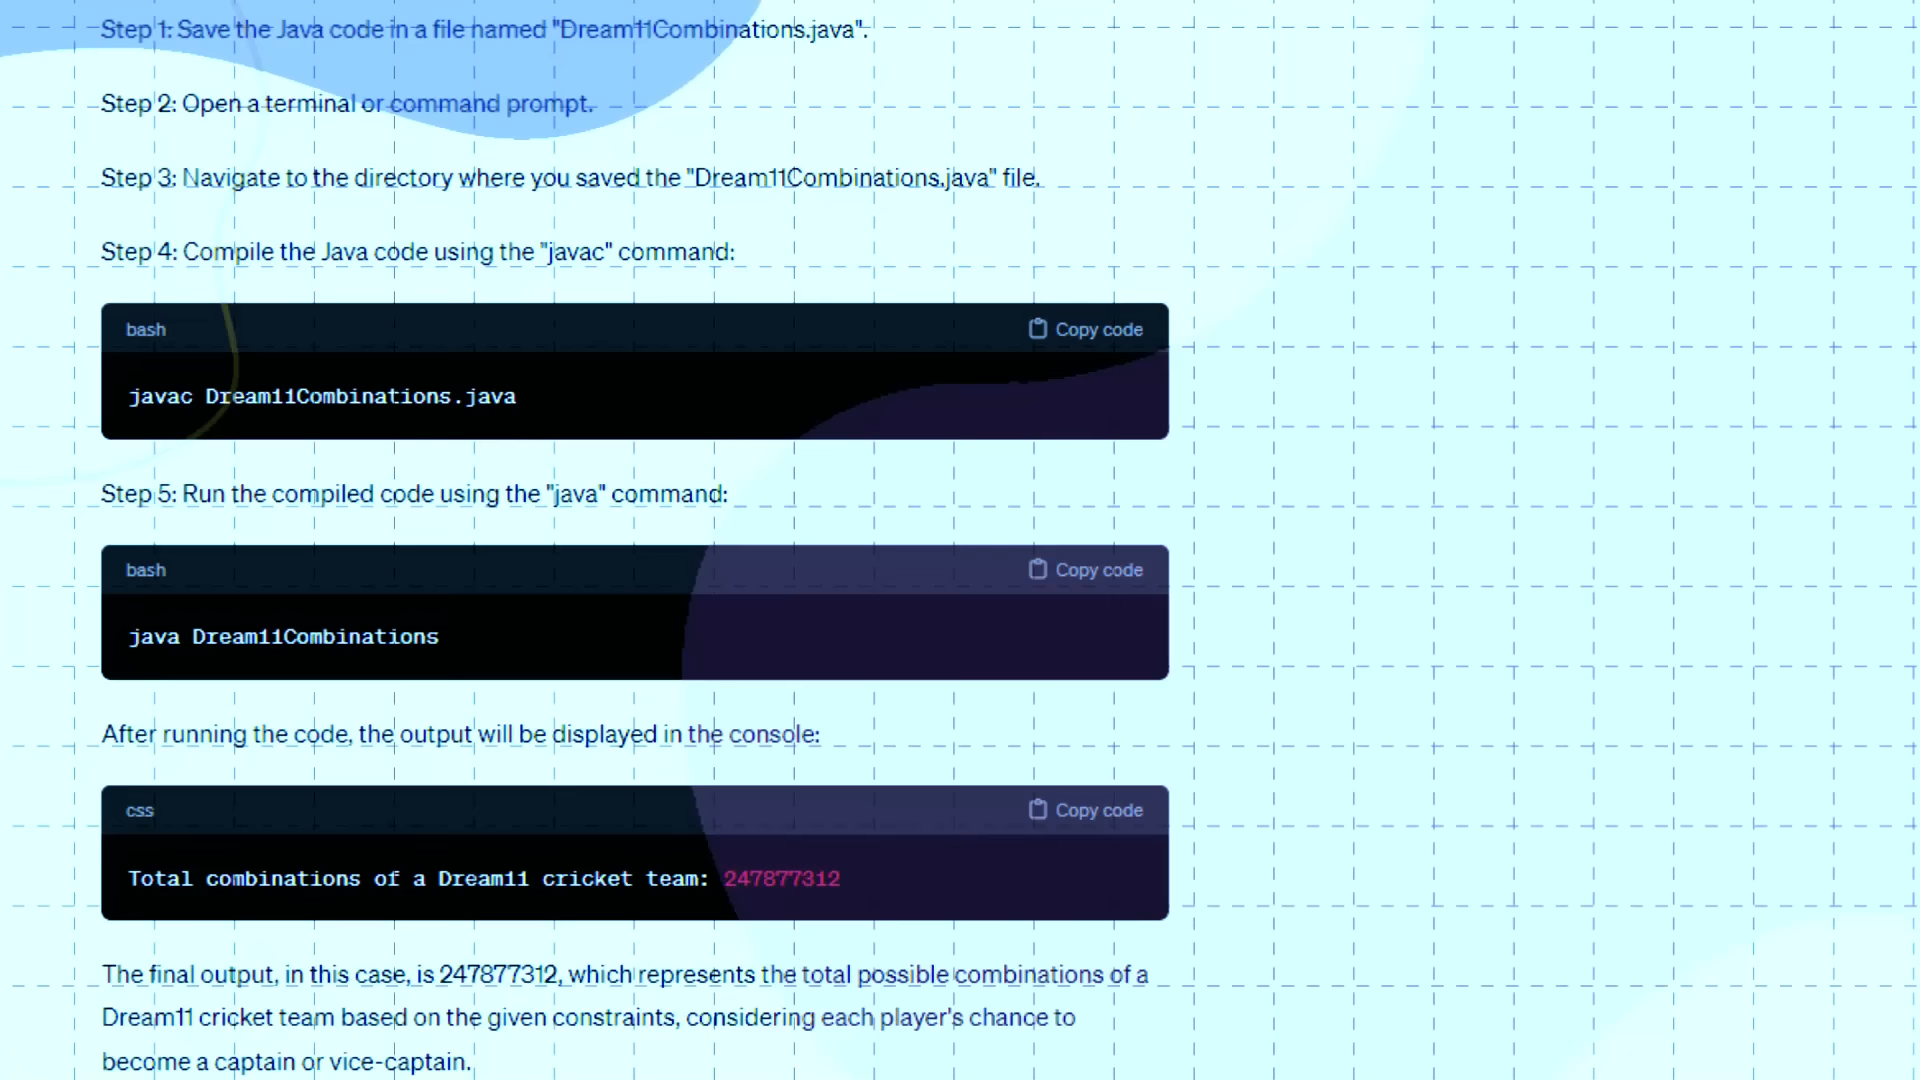 Step 1: Save the Java code in a file named "Dream11Combinations.java".
Step 2: Open a terminal or command prompt.
Step 3: Navigate to the directory where you saved the "Dream11Combinations.java" file.
Step 4: Compile the Java code using the "javac" command:
bash Copy code
javac Dream11Combinations.java
Step 5: Run the compiled code using the "java" command:
bash Copy code
java Dream11Combinations
After running the code, the output will be displayed in the console:
css Copy code
Total combinations of a Dream11 cricket team: 247877312
The final output, in this case, is 247877312, which represents the total possible combinations of a
Dream11 cricket team based on the given constraints, considering each player's chance to
become a captain or vice-captain.